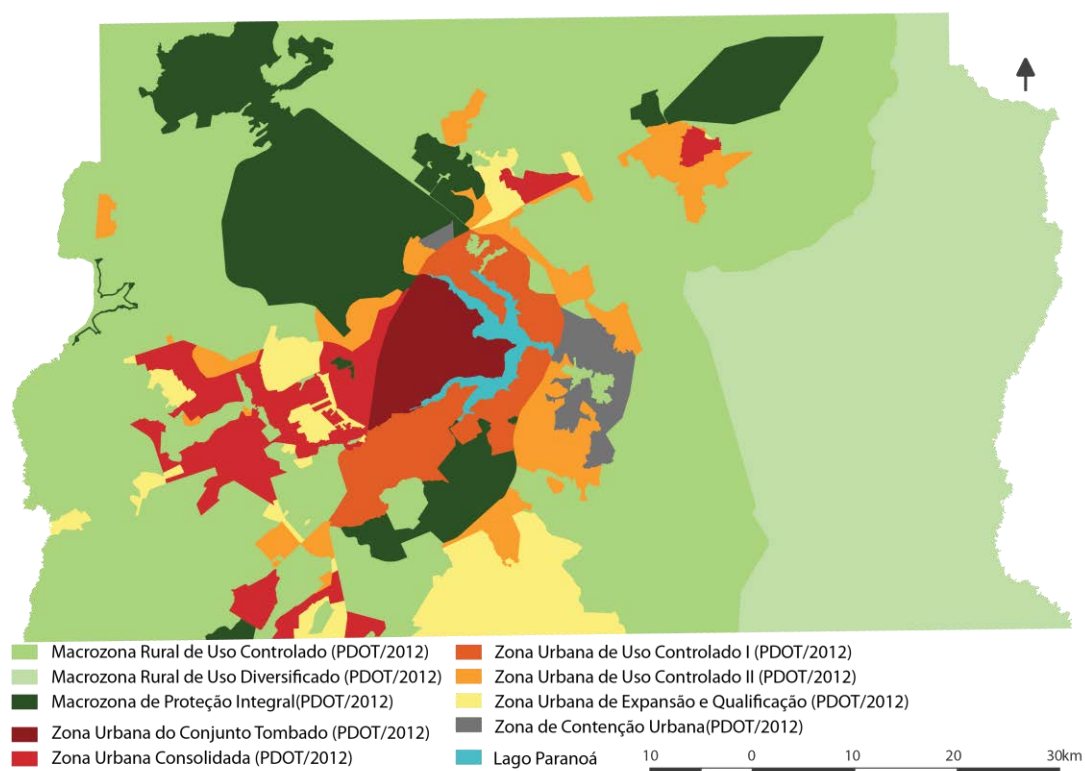 Macrozona Rural de Uso Controlado (PDOT/2012)
Macrozona Rural de Uso Diversificado (PDOT/2012)
Macrozona de Proteção Integral(PDOT/2012)
Zona Urbana do Conjunto Tombado (PDOT/2012)
Zona Urbana Consolidada (PDOT/2012)
Zona Urbana de Uso Controlado I (PDOT/2012)
Zona Urbana de Uso Controlado II (PDOT/2012)
Zona Urbana de Expansão e Qualificação (PDOT/2012)
Zona de Contenção Urbana(PDOT/2012)
Lago Paranoá
10 0 10 20 30km